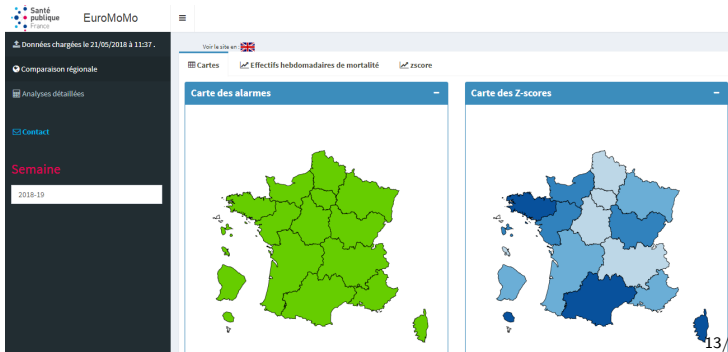 Santé
publique
France
EuroMoMo
Données chargées le 21/05/2018 à 11:37 .
Voir le site en :
Comparaison régionale
Cartes
Effectifs hebdomadaires de mortalité
zscore
Analyses détaillées
Carte des alarmes
Carte des Z-scores
Contact
Semaine
2018-19
13/